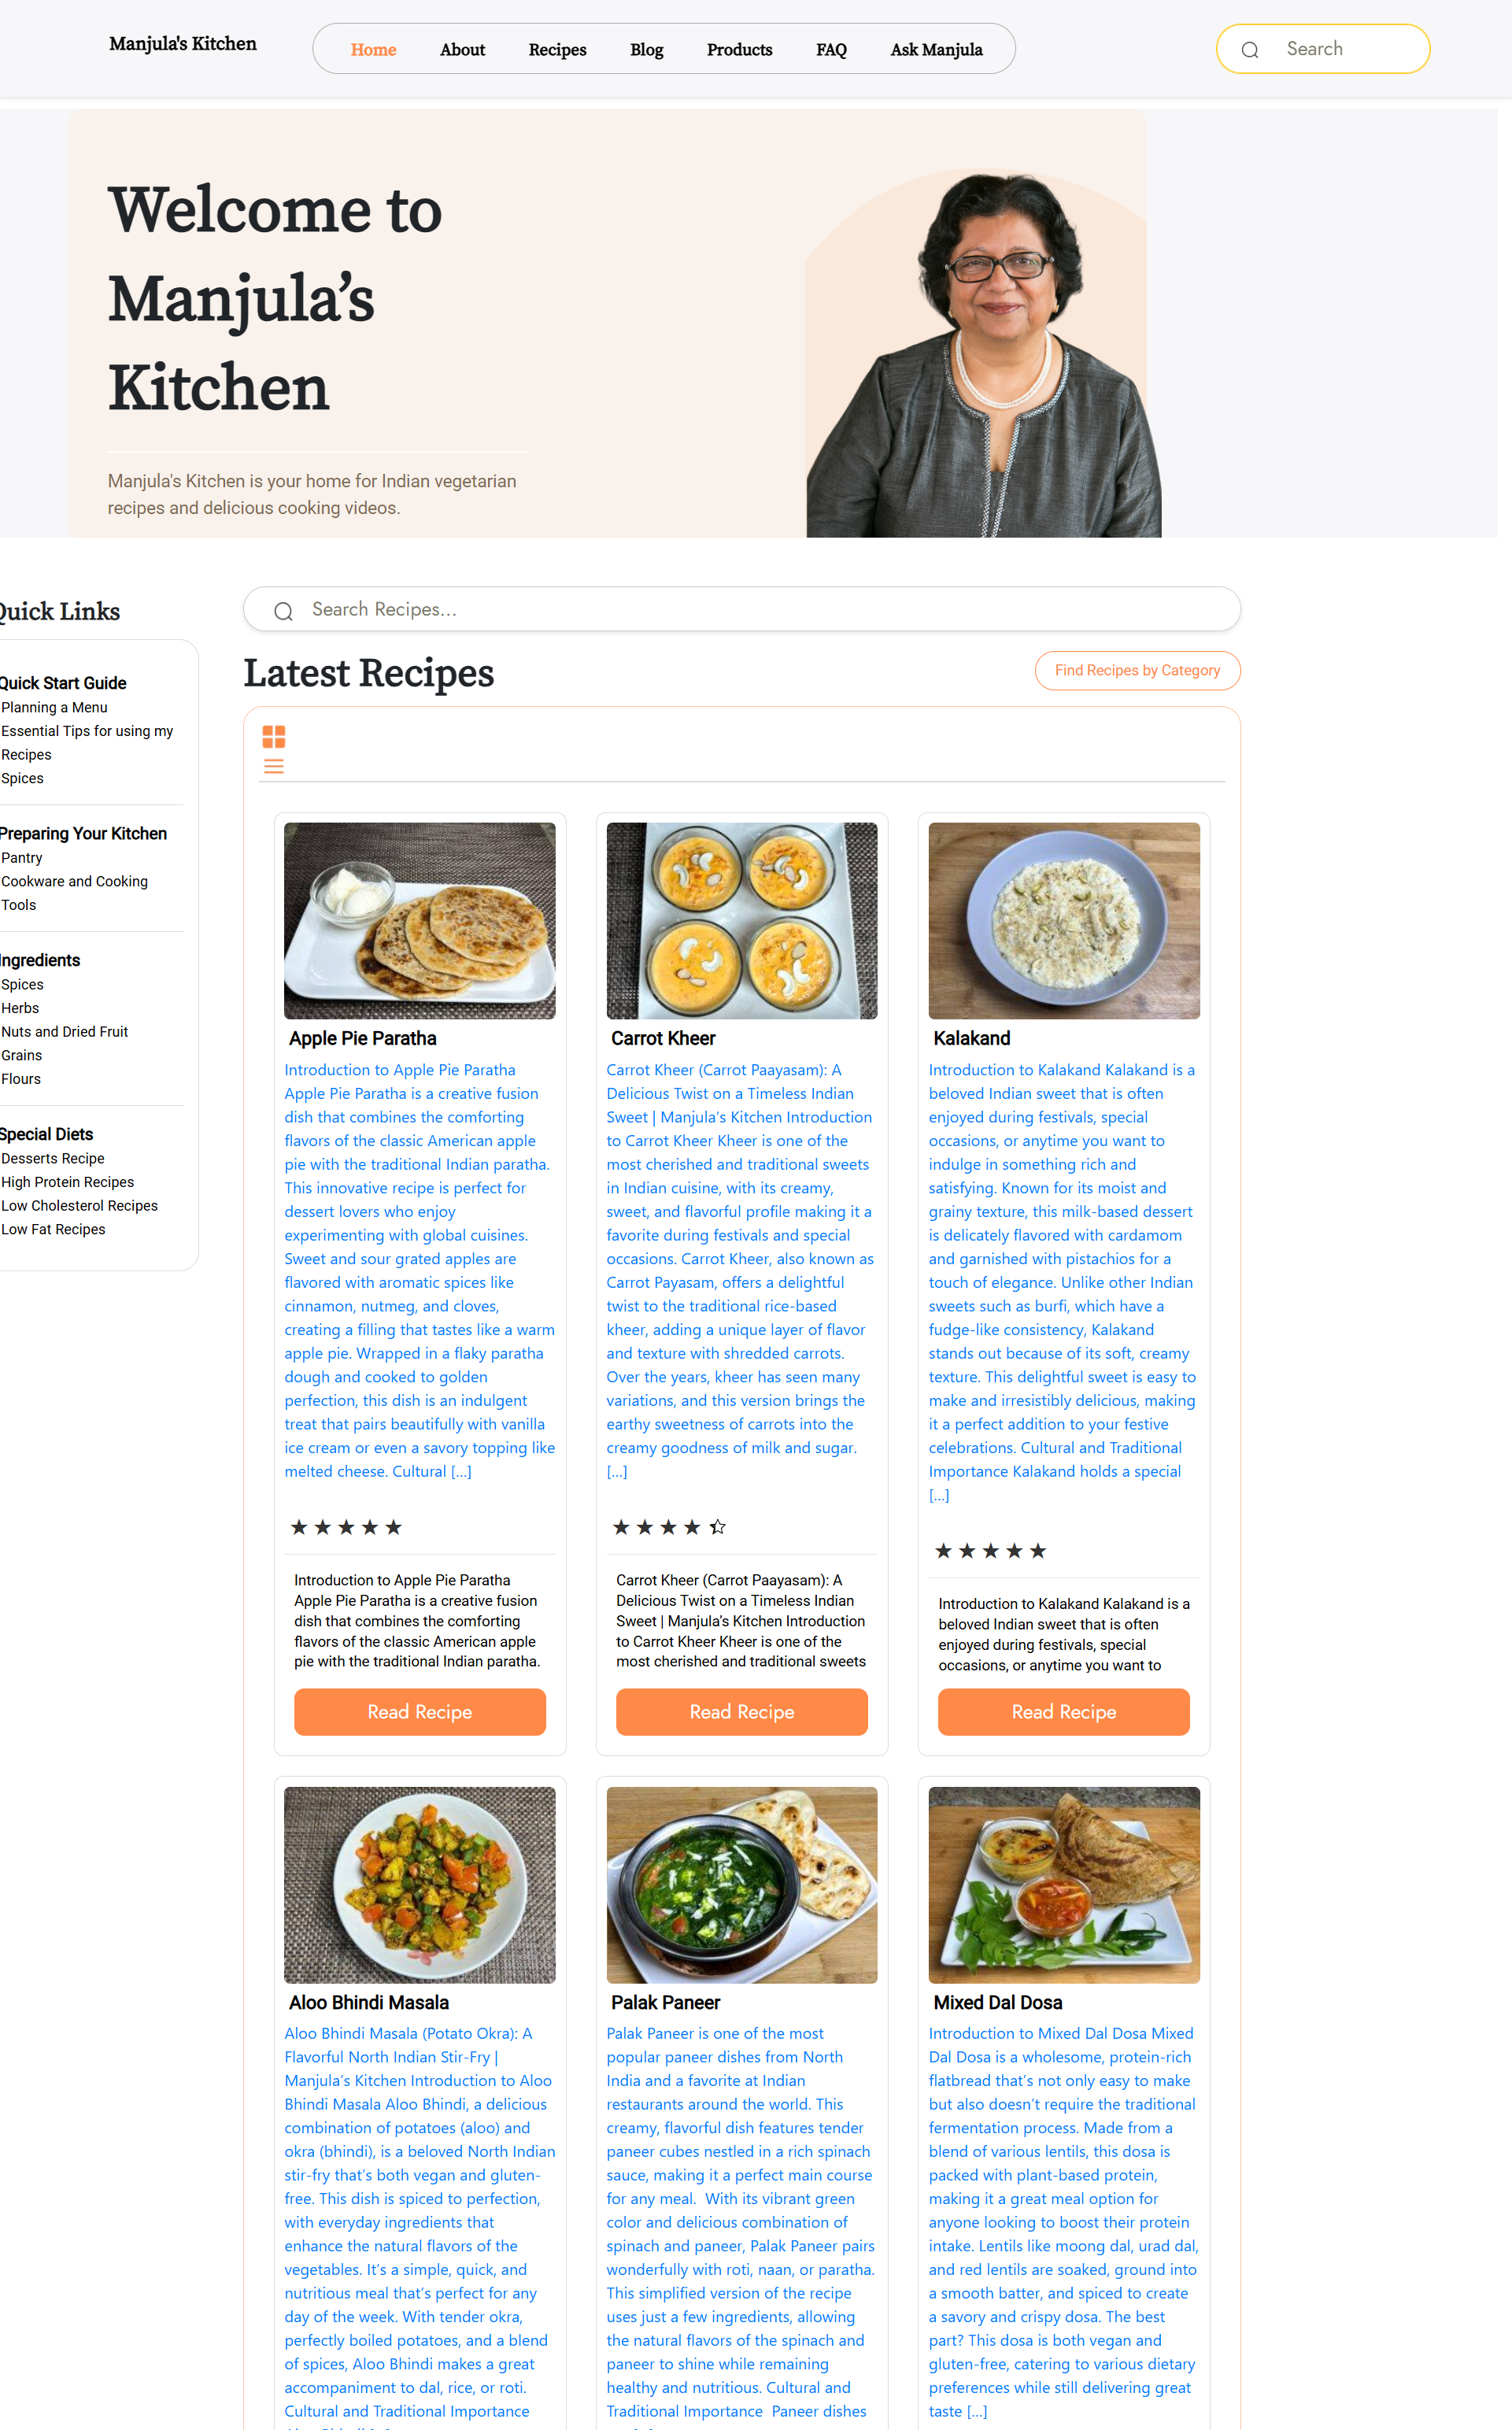 Manjula's Kitchen
Home
About
Recipes
Blog
Products
FAQ
Ask Manjula
Search
Welcome to
Manjula’s
Kitchen
Manjula's Kitchen is your home for Indian vegetarian
recipes and delicious cooking videos.
Quick Links
Quick Start Guide
Planning a Menu
Essential Tips for using my
Recipes
Spices
Preparing Your Kitchen
Pantry
Cookware and Cooking
Tools
Ingredients
Spices
Herbs
Nuts and Dried Fruit
Grains
Flours
Special Diets
Desserts Recipe
High Protein Recipes
Low Cholesterol Recipes
Low Fat Recipes
Search Recipes...
Latest Recipes
Find Recipes by Category
Apple Pie Paratha
Introduction to Apple Pie Paratha
Apple Pie Paratha is a creative fusion
dish that combines the comforting
flavors of the classic American apple
pie with the traditional Indian paratha.
This innovative recipe is perfect for
dessert lovers who enjoy
experimenting with global cuisines.
Sweet and sour grated apples are
flavored with aromatic spices like
cinnamon, nutmeg, and cloves,
creating a filling that tastes like a warm
apple pie. Wrapped in a flaky paratha
dough and cooked to golden
perfection, this dish is an indulgent
treat that pairs beautifully with vanilla
ice cream or even a savory topping like
melted cheese. Cultural [...]
Introduction to Apple Pie Paratha
Apple Pie Paratha is a creative fusion
dish that combines the comforting
flavors of the classic American apple
pie with the traditional Indian paratha.
Read Recipe
Carrot Kheer
Carrot Kheer (Carrot Paayasam): A
Delicious Twist on a Timeless Indian
Sweet | Manjula’s Kitchen Introduction
to Carrot Kheer Kheer is one of the
most cherished and traditional sweets
in Indian cuisine, with its creamy,
sweet, and flavorful profile making it a
favorite during festivals and special
occasions. Carrot Kheer, also known as
Carrot Payasam, offers a delightful
twist to the traditional rice-based
kheer, adding a unique layer of flavor
and texture with shredded carrots.
Over the years, kheer has seen many
variations, and this version brings the
earthy sweetness of carrots into the
creamy goodness of milk and sugar.
[...]
Carrot Kheer (Carrot Paayasam): A
Delicious Twist on a Timeless Indian
Sweet | Manjula’s Kitchen Introduction
to Carrot Kheer Kheer is one of the
most cherished and traditional sweets
Read Recipe
Kalakand
Introduction to Kalakand Kalakand is a
beloved Indian sweet that is often
enjoyed during festivals, special
occasions, or anytime you want to
indulge in something rich and
satisfying. Known for its moist and
grainy texture, this milk-based dessert
is delicately flavored with cardamom
and garnished with pistachios for a
touch of elegance. Unlike other Indian
sweets such as burfi, which have a
fudge-like consistency, Kalakand
stands out because of its soft, creamy
texture. This delightful sweet is easy to
make and irresistibly delicious, making
it a perfect addition to your festive
celebrations. Cultural and Traditional
Importance Kalakand holds a special
[...]
Introduction to Kalakand Kalakand is a
beloved Indian sweet that is often
enjoyed during festivals, special
occasions, or anytime you want to
Read Recipe
Aloo Bhindi Masala
Aloo Bhindi Masala (Potato Okra): A
Flavorful North Indian Stir-Fry |
Manjula’s Kitchen Introduction to Aloo
Bhindi Masala Aloo Bhindi, a delicious
combination of potatoes (aloo) and
okra (bhindi), is a beloved North Indian
stir-fry that’s both vegan and gluten-
free. This dish is spiced to perfection,
with everyday ingredients that
enhance the natural flavors of the
vegetables. It’s a simple, quick, and
nutritious meal that’s perfect for any
day of the week. With tender okra,
perfectly boiled potatoes, and a blend
of spices, Aloo Bhindi makes a great
accompaniment to dal, rice, or roti.
Cultural and Traditional Importance
Palak Paneer
Palak Paneer is one of the most
popular paneer dishes from North
India and a favorite at Indian
restaurants around the world. This
creamy, flavorful dish features tender
paneer cubes nestled in a rich spinach
sauce, making it a perfect main course
for any meal.  With its vibrant green
color and delicious combination of
spinach and paneer, Palak Paneer pairs
wonderfully with roti, naan, or paratha.
This simplified version of the recipe
uses just a few ingredients, allowing
the natural flavors of the spinach and
paneer to shine while remaining
healthy and nutritious. Cultural and
Traditional Importance  Paneer dishes
Mixed Dal Dosa
Introduction to Mixed Dal Dosa Mixed
Dal Dosa is a wholesome, protein-rich
flatbread that’s not only easy to make
but also doesn’t require the traditional
fermentation process. Made from a
blend of various lentils, this dosa is
packed with plant-based protein,
making it a great meal option for
anyone looking to boost their protein
intake. Lentils like moong dal, urad dal,
and red lentils are soaked, ground into
a smooth batter, and spiced to create
a savory and crispy dosa. The best
part? This dosa is both vegan and
gluten-free, catering to various dietary
preferences while still delivering great
taste [...]